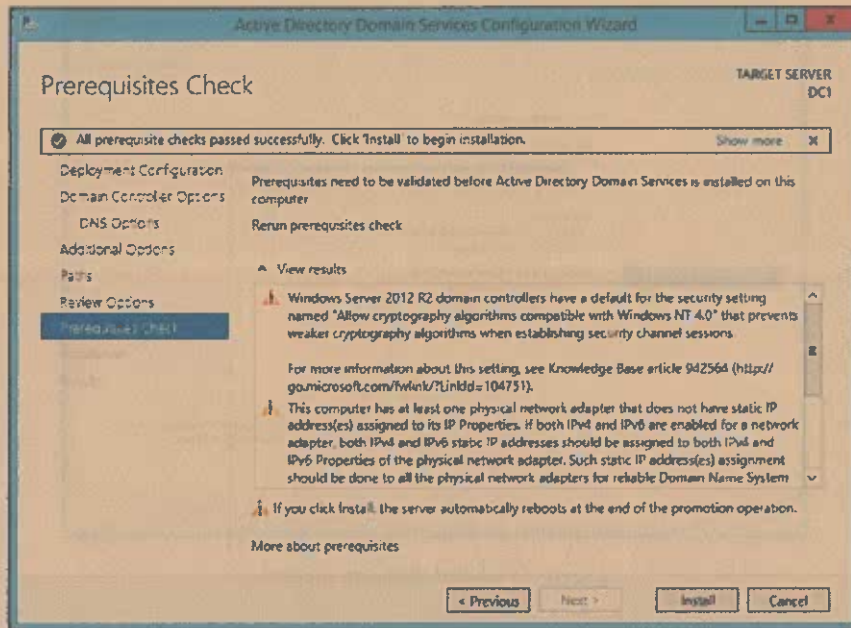 Active Directory Domain Services Configuration Wizard
Prerequisites Check
TARGET SERVER
DC1
All prerequisite checks passed successfully. Click 'Install' to begin installation.
Show more
Deployment Configuration
Domain Controller Options
DNS Options
Additional Options
Paths
Review Options
Prerequisites Check
Prerequisites need to be validated before Active Directory Domain Services is installed on this
computer
Rerun prerequisites check
View results
Windows Server 2012 R2 domain controllers have a default for the security setting
named "Allow cryptography algorithms compatible with Windows NT 4.0" that prevents
weaker cryptography algorithms when establishing security channel sessions.
For more information about this setting, see Knowledge Base article 942564 (http://
go.microsoft.com/fwlink/?LinkId=104751).
This computer has at least one physical network adapter that does not have static IP
address(es) assigned to its IP Properties. If both IPv4 and IPv6 are enabled for a network
adapter, both IPv4 and IPv6 static IP addresses should be assigned to both IPv4 and
IPv6 Properties of the physical network adapter. Such static IP address(es) assignment
should be done to all the physical network adapters for reliable Domain Name System
If you click Install, the server automatically reboots at the end of the promotion operation.
More about prerequisites
< Previous
Next >
Install
Cancel